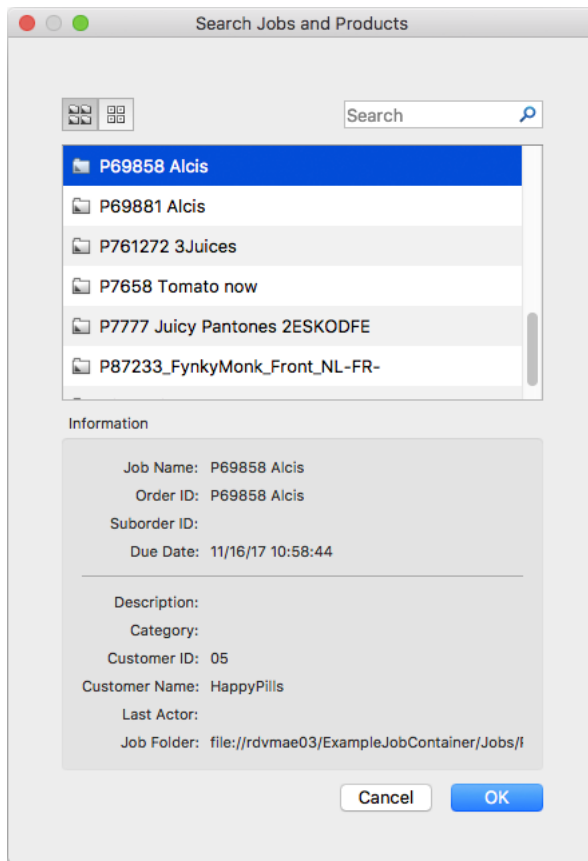 Search Jobs and Products
Search
P69858 Alcis
P69881 Alcis
P761272 3Juices
P7658 Tomato now
P7777 Juicy Pantones 2ESKODFE
P87233_FynkyMonk_Front_NL-FR-
Information
Job Name: P69858 Alcis
Order ID: P69858 Alcis
Suborder ID:
Due Date: 11/16/17 10:58:44
Description:
Category:
Customer ID: 05
Customer Name: HappyPills
Last Actor:
Job Folder: file://rdvmae03/ExampleJobContainer/Jobs/
Cancel OK